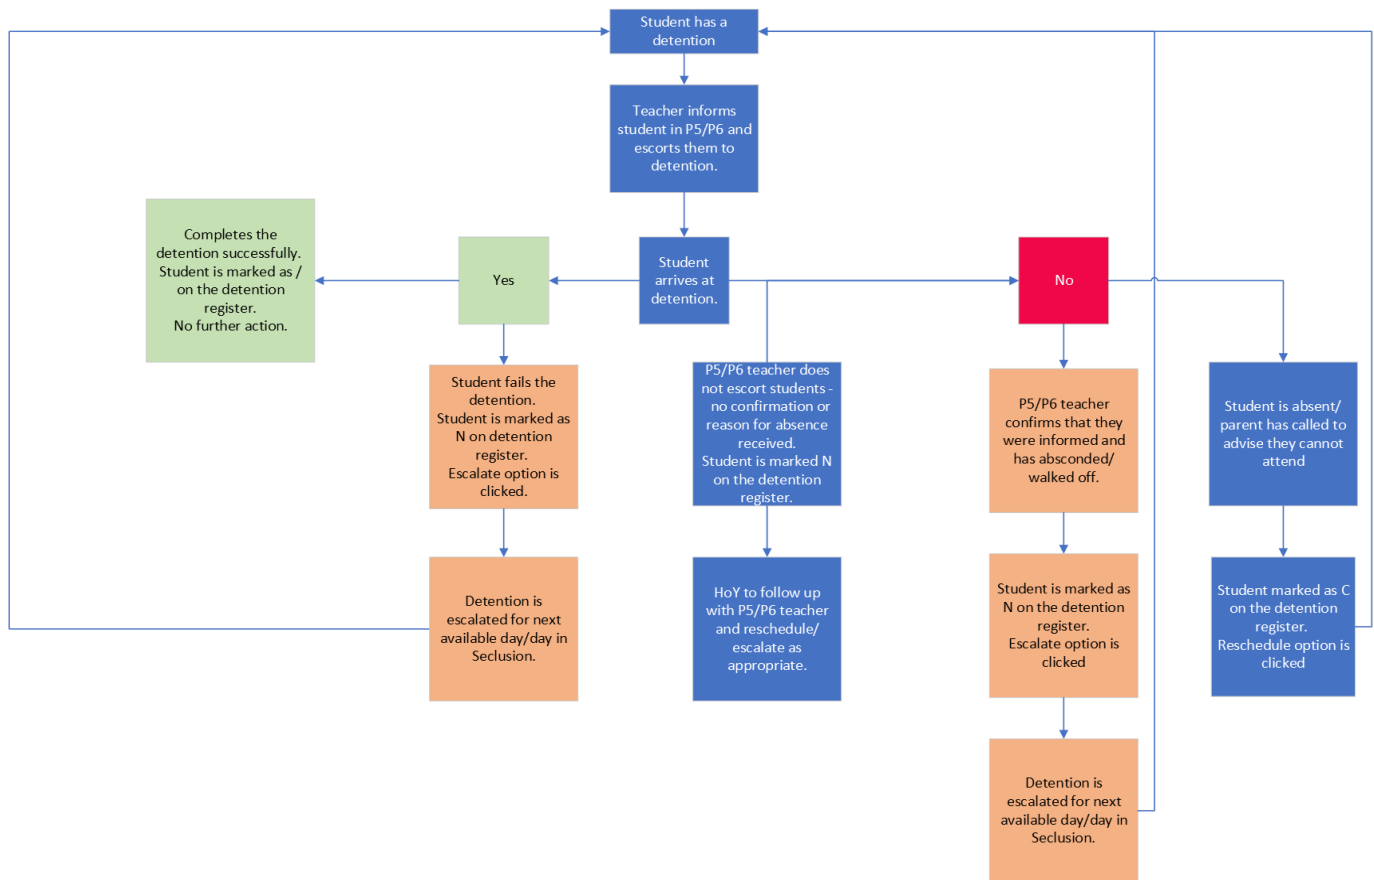 Student has a
detention
Teacher informs
student in P5/P6 and
escorts them to
detention.
Student
arrives at
detention.
Yes
No
Completes the
detention successfully.
Student is marked as /
on the detention
register.
No further action.
Student fails the
detention.
Student is marked as
N on detention
register.
Escalate option is
clicked.
Detention is
escalated for next
available day/day in
Seclusion.
P5/P6 teacher does
not escort students -
no confirmation or
reason for absence
received.
Student is marked N
on the detention
register.
HoY to follow up
with P5/P6 teacher
and reschedule/
escalate as
appropriate.
P5/P6 teacher
confirms that they
were informed and
has absconded/
walked off.
Student is marked as
N on the detention
register.
Escalate option is
clicked
Detention is
escalated for next
available day/day in
Seclusion.
Student is absent/
parent has called to
advise they cannot
attend
Student marked as C
on the detention
register.
Reschedule option is
clicked